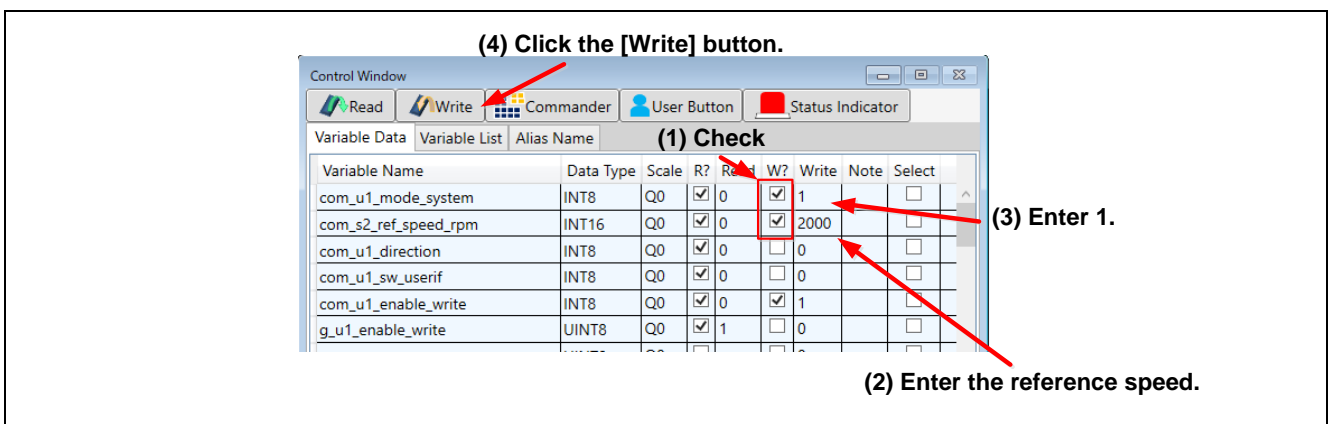 (4) Click the [Write] button.
Control Window
Read Write Commander User Button Status Indicator
Variable Data Variable List Alias Name
(1) Check
Variable Name Data Type Scale R? Read W? Write Note Select
com_u1_mode_system INT8 Q0 0 1
(3) Enter 1.
com_s2_ref_speed_rpm INT16 Q0 0 2000
com_u1_direction INT8 Q0 0 0
com_u1_sw_userif INT8 Q0 0 0
com_u1_enable_write INT8 Q0 0 1
g_u1_enable_write UINT8 Q0 1 0
(2) Enter the reference speed.